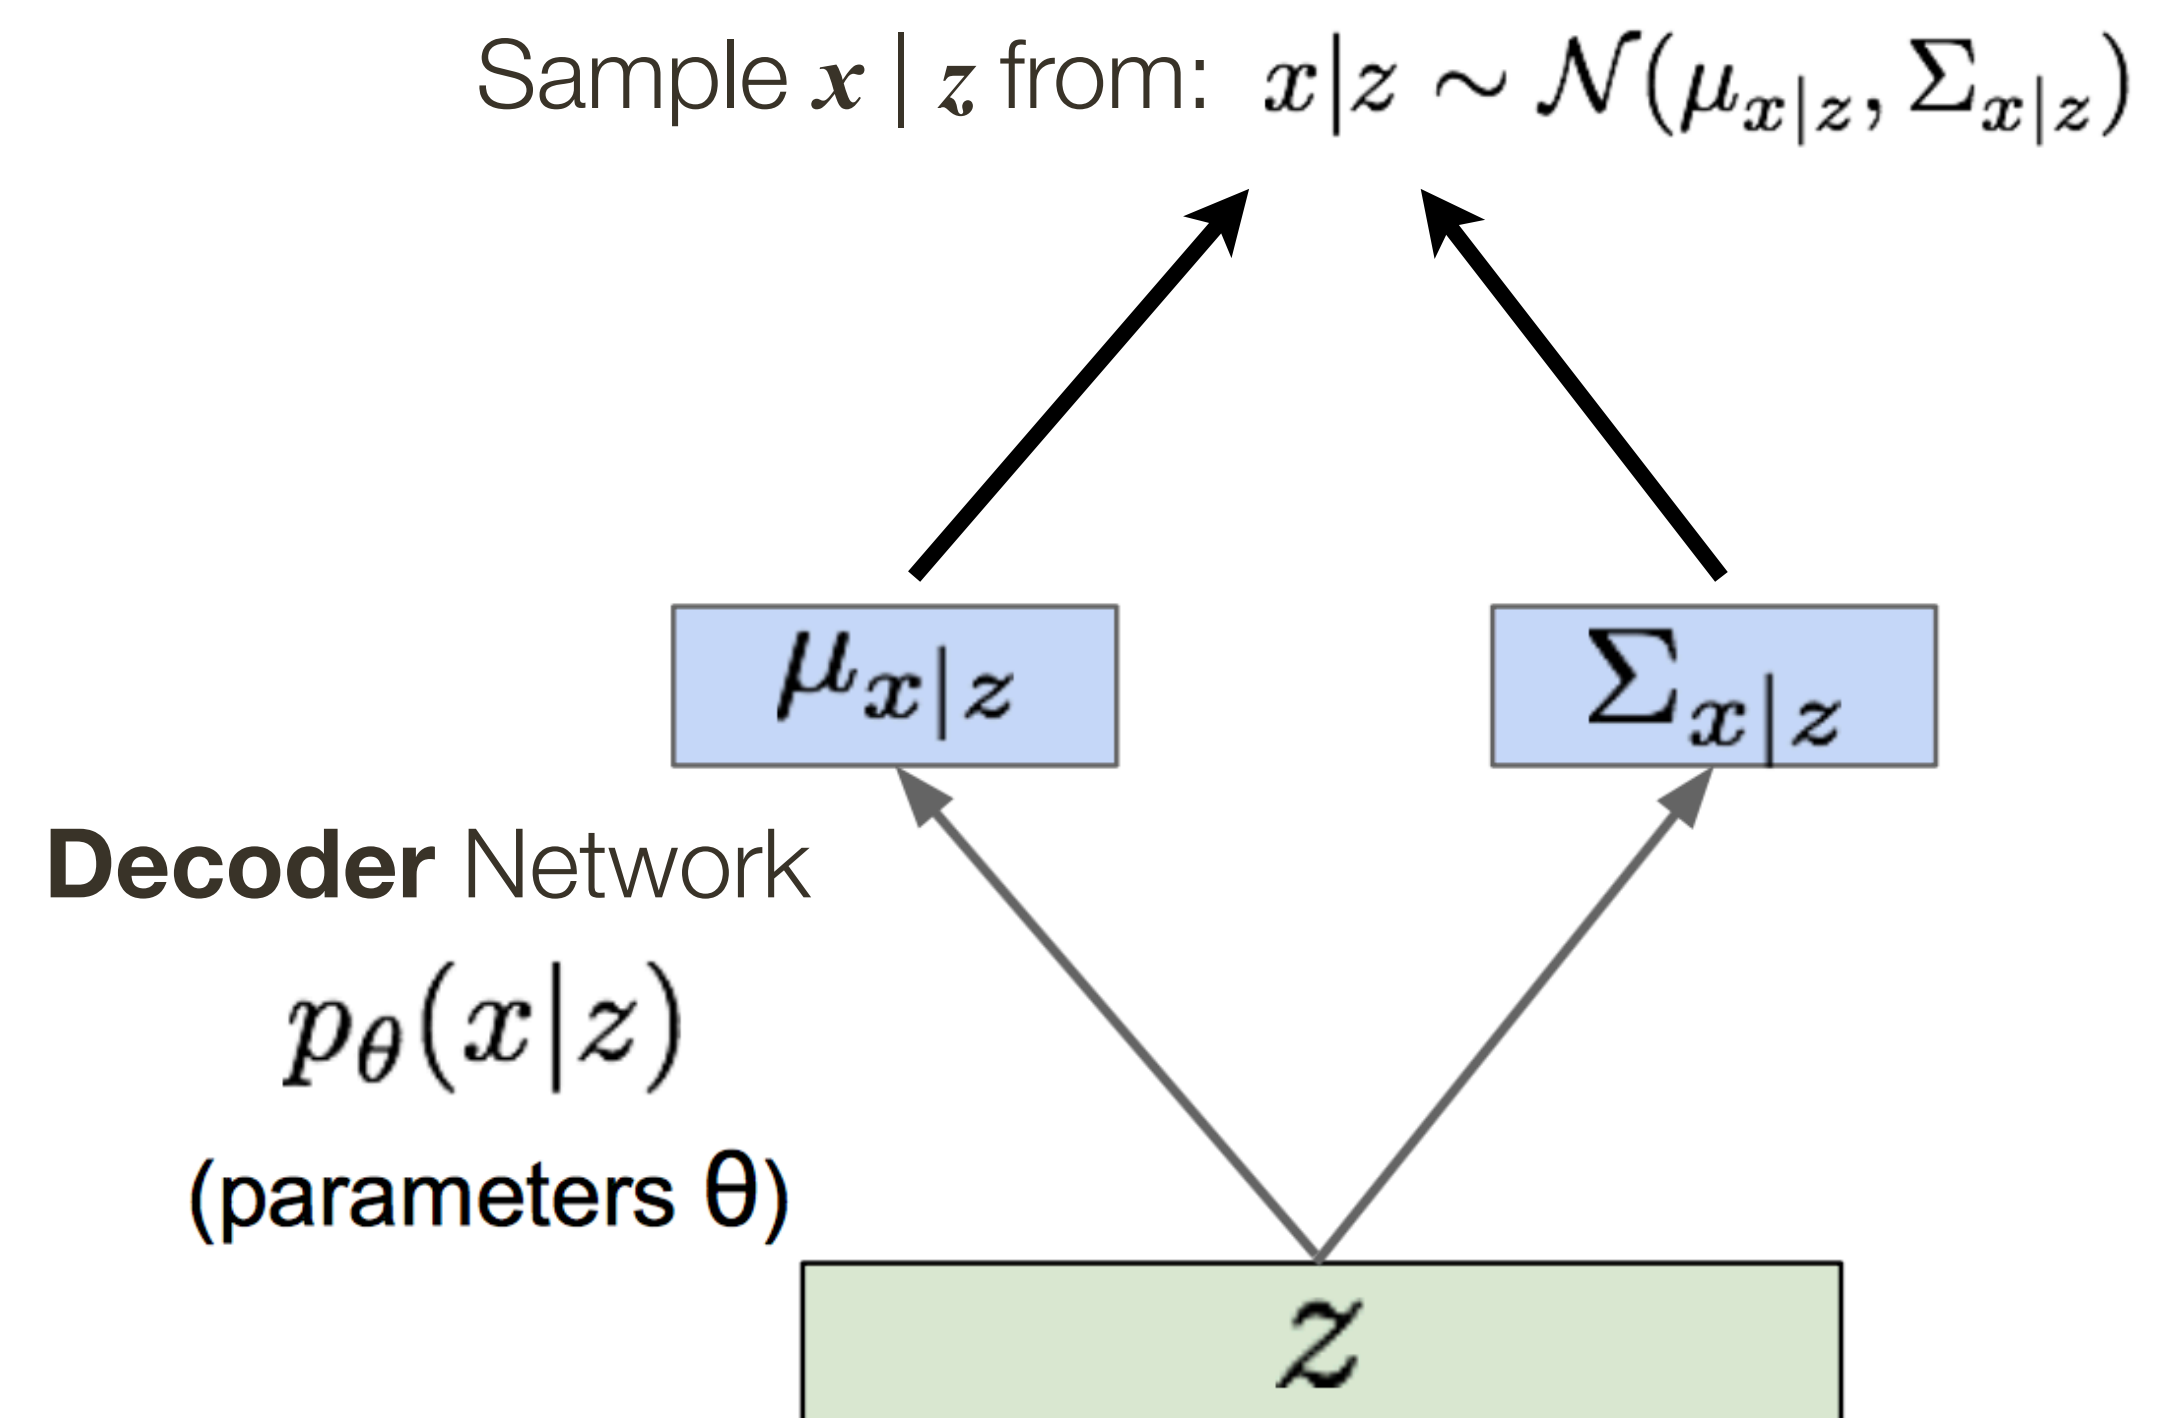 Sample x | z from: x|z ∼ 𝒩(μ_{x|z}, Σ_{x|z})
μ_{x|z}
Σ_{x|z}
Decoder Network
p_θ(x|z)
(parameters θ)
z